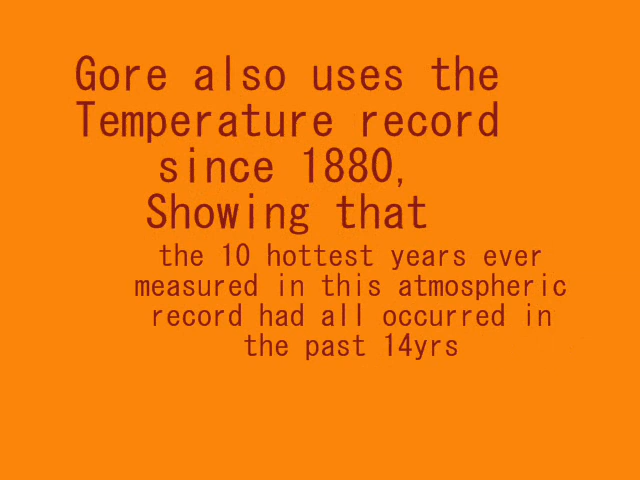 Gore also uses the
Temperature record
since 1880,
Showing that
the 10 hottest years ever
measured in this atmospheric
record had all occurred in
the past 14yrs